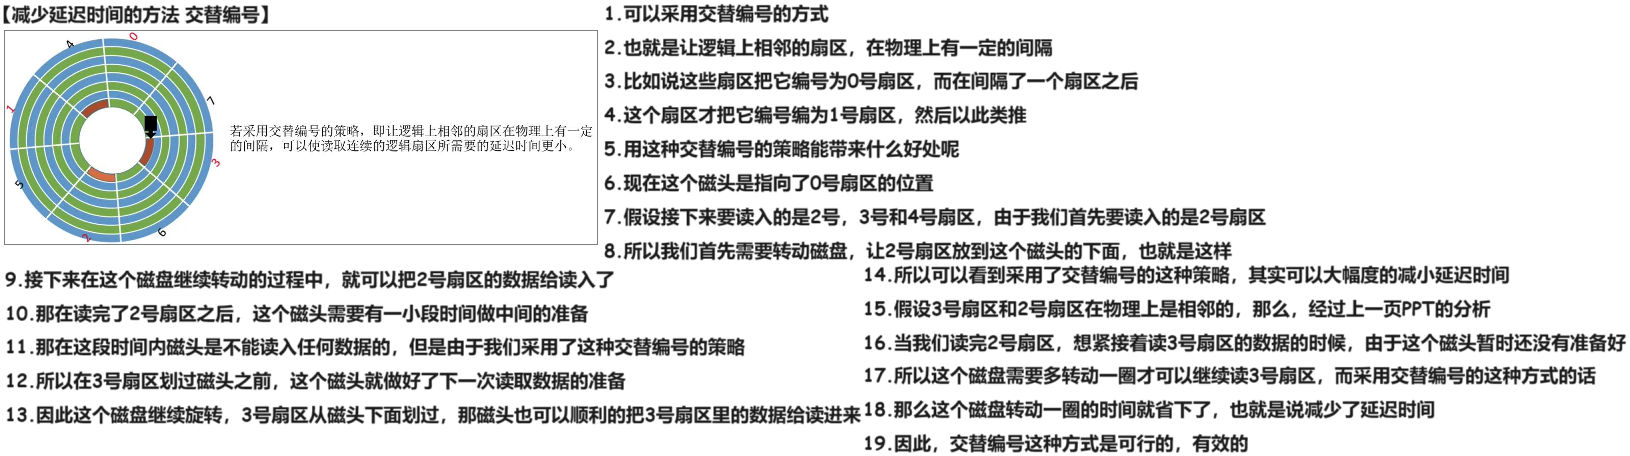 【减少延迟时间的方法 交替编号】
0
4
7
1
3
5
2
6
若采用交替编号的策略，即让逻辑上相邻的扇区在物理上有一定
的间隔，可以使读取连续的逻辑扇区所需要的延迟时间更小。
1.可以采用交替编号的方式
2.也就是让逻辑上相邻的扇区，在物理上有一定的间隔
3.比如说这些扇区把它编号为0号扇区，而在间隔了一个扇区之后
4.这个扇区才把它编号编为1号扇区，然后以此类推
5.用这种交替编号的策略能带来什么好处呢
6.现在这个磁头是指向了0号扇区的位置
7.假设接下来要读入的是2号，3号和4号扇区，由于我们首先要读入的是2号扇区
8.所以我们首先需要转动磁盘，让2号扇区放到这个磁头的下面，也就是这样
9.接下来在这个磁盘继续转动的过程中，就可以把2号扇区的数据给读入了
10.那在读完了2号扇区之后，这个磁头需要有一小段时间做中间的准备
11.那在这段时间内磁头是不能读入任何数据的，但是由于我们采用了这种交替编号的策略
12.所以在3号扇区划过磁头之前，这个磁头就做好了下一次读取数据的准备
13.因此这个磁盘继续旋转，3号扇区从磁头下面划过，那磁头也可以顺利的把3号扇区里的数据给读进来
14.所以可以看到采用了交替编号的这种策略，其实可以大幅度的减小延迟时间
15.假设3号扇区和2号扇区在物理上是相邻的，那么，经过上一页PPT的分析
16.当我们读完2号扇区，想紧接着读3号扇区的数据的时候，由于这个磁头暂时还没有准备好
17.所以这个磁盘需要多转动一圈才可以继续读3号扇区，而采用交替编号的这种方式的话
18.那么这个磁盘转动一圈的时间就省下了，也就是说减少了延迟时间
19.因此，交替编号这种方式是可行的，有效的